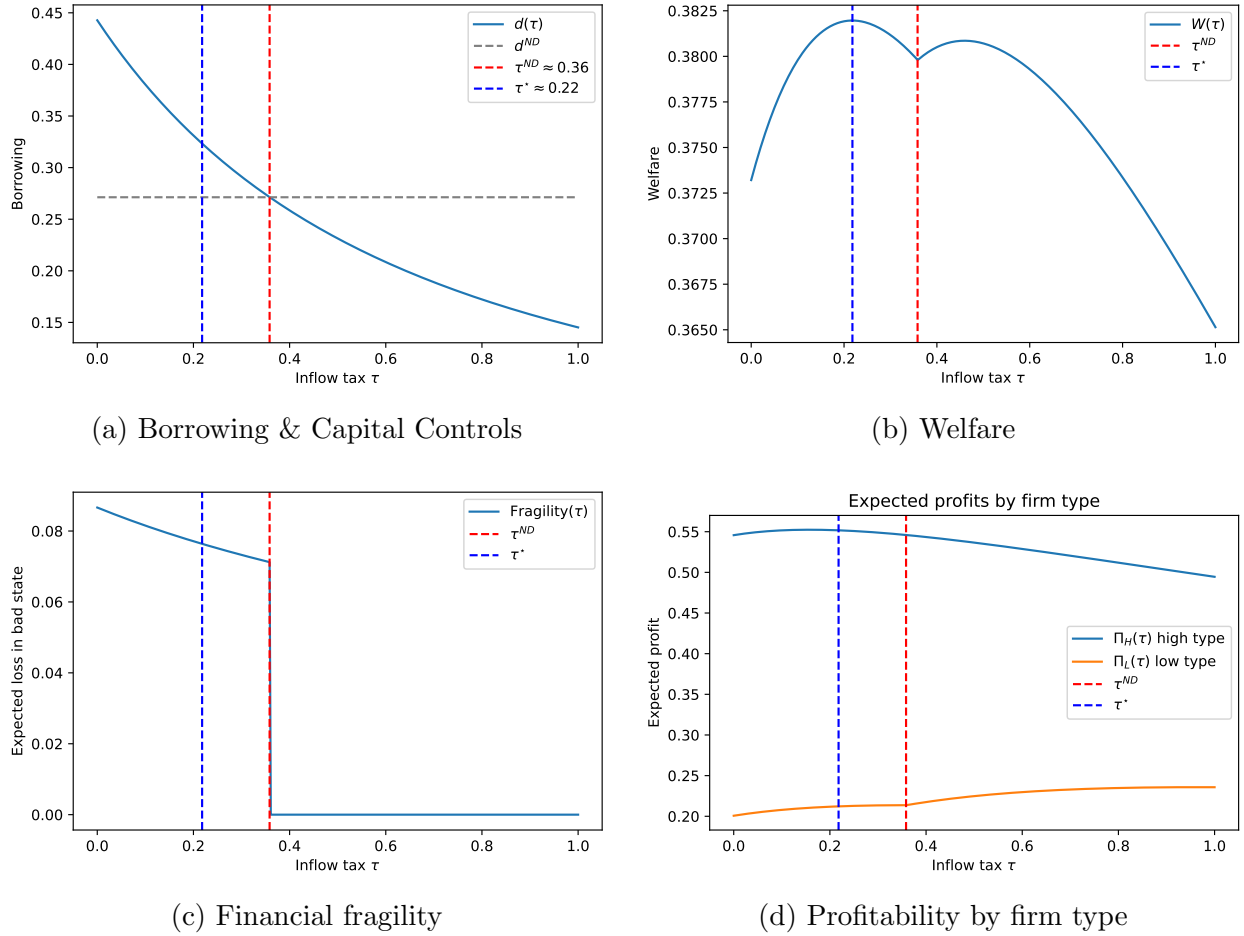 0.45
0.40
0.35
0.30
0.25
0.20
0.15
Borrowing
0.0 0.2 0.4 0.6 0.8 1.0
Inflow tax τ
d(τ)
d^{ND}
τ^{ND} ≈ 0.36
τ^⋆ ≈ 0.22
(a) Borrowing & Capital Controls
0.3825
0.3800
0.3775
0.3750
0.3725
0.3700
0.3675
0.3650
Welfare
0.0 0.2 0.4 0.6 0.8 1.0
Inflow tax τ
W(τ)
τ^{ND}
τ^⋆
(b) Welfare
0.08
0.06
0.04
0.02
0.00
Expected loss in bad state
0.0 0.2 0.4 0.6 0.8 1.0
Inflow tax τ
Fragility(τ)
τ^{ND}
τ^⋆
(c) Financial fragility
Expected profits by firm type
0.55
0.50
0.45
0.40
0.35
0.30
0.25
0.20
Expected profit
0.0 0.2 0.4 0.6 0.8 1.0
Inflow tax τ
Π_H(τ) high type
Π_L(τ) low type
τ^{ND}
τ^⋆
(d) Profitability by firm type